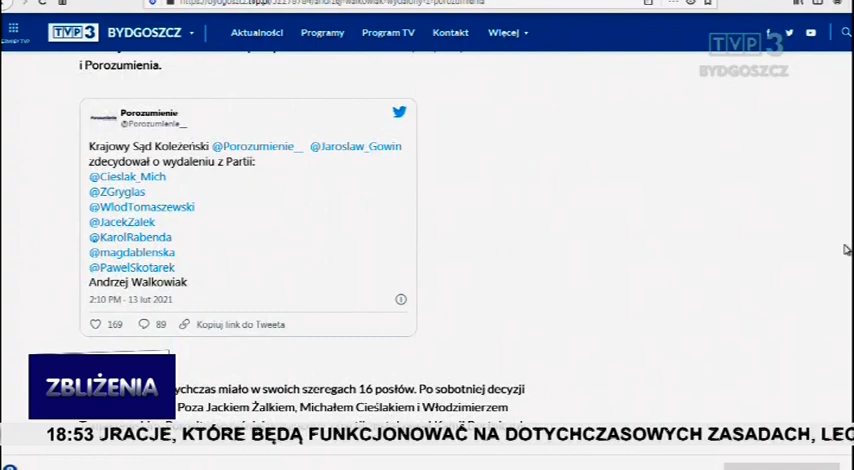 TVP3 BYDGOSZCZ Aktualności Programy Program TV Kontakt Więcej
TVP3
BYDGOSZCZ
i Porozumienia.
Porozumienie
@Porozumienie__
Krajowy Sąd Koleżeński @Porozumienie__ @Jaroslaw_Gowin
zdecydował o wydaleniu z Partii:
@Cieslak_Mich
@ZGryglas
@WlodTomaszewski
@JacekZalek
@KarolRabenda
@magdablenska
@PawelSkotarek
Andrzej Walkowiak
2:10 PM · 13 lut 2021
169 89 Kopiuj link do Tweeta
ZBLIŻENIA
ychczas miało w swoich szeregach 16 posłów. Po sobotniej decyzji
Poza Jackiem Żalkiem, Michałem Cieślakiem i Włodzimierzem
18:53 URACJE, KTÓRE BĘDĄ FUNKCJONOWAĆ NA DOTYCHCZASOWYCH ZASADACH, LEC